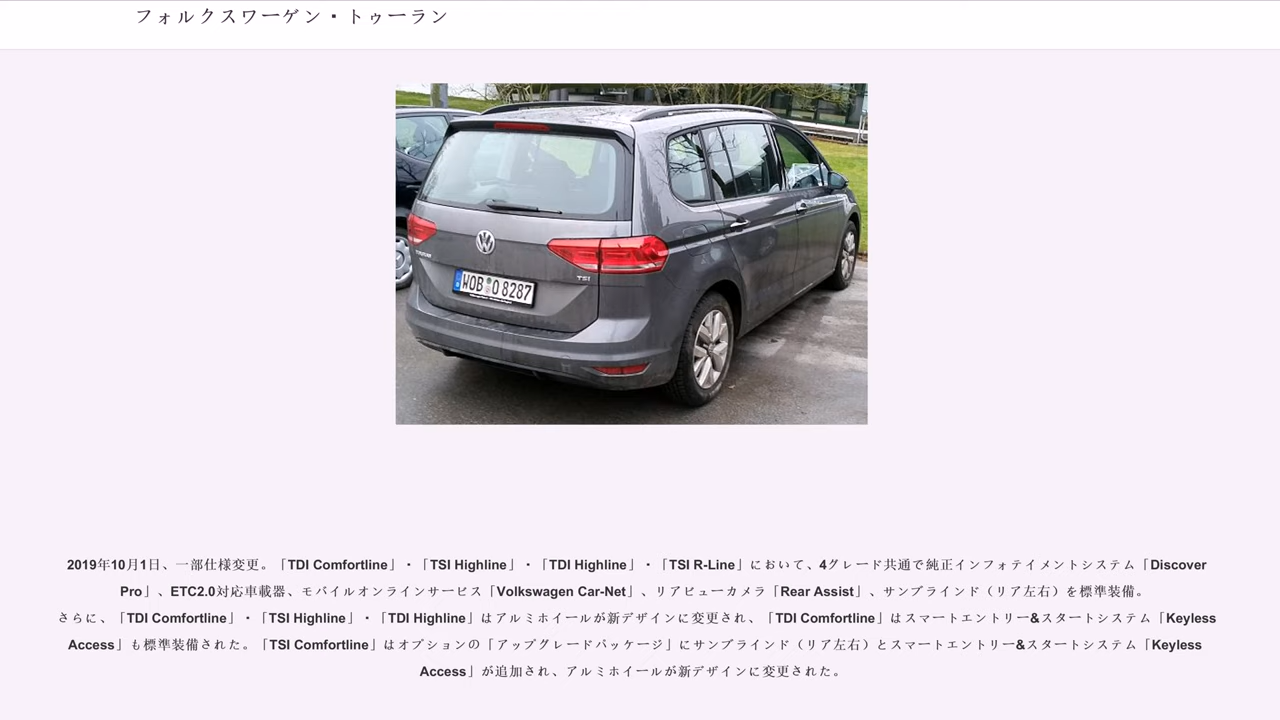 フォルクスワーゲン・トゥーラン
TSI
WOB O 8287
2019年10月1日、一部仕様変更。「TDI Comfortline」・「TSI Highline」・「TDI Highline」・「TSI R-Line」において、4グレード共通で純正インフォテイメントシステム「Discover
Pro」、ETC2.0対応車載器、モバイルオンラインサービス「Volkswagen Car-Net」、リアビューカメラ「Rear Assist」、サンブラインド（リア左右）を標準装備。
さらに、「TDI Comfortline」・「TSI Highline」・「TDI Highline」はアルミホイールが新デザインに変更され、「TDI Comfortline」はスマートエントリー&スタートシステム「Keyless
Access」も標準装備された。「TSI Comfortline」はオプションの「アップグレードパッケージ」にサンブラインド（リア左右）とスマートエントリー&スタートシステム「Keyless
Access」が追加され、アルミホイールが新デザインに変更された。